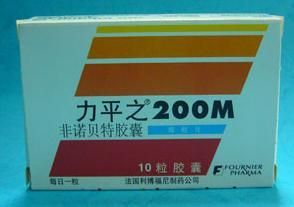 力平之® 200M
非诺贝特胶囊
10 粒 胶 囊
每日一粒
法国利博福尼制药公司
F FOURNIER
PHARMA